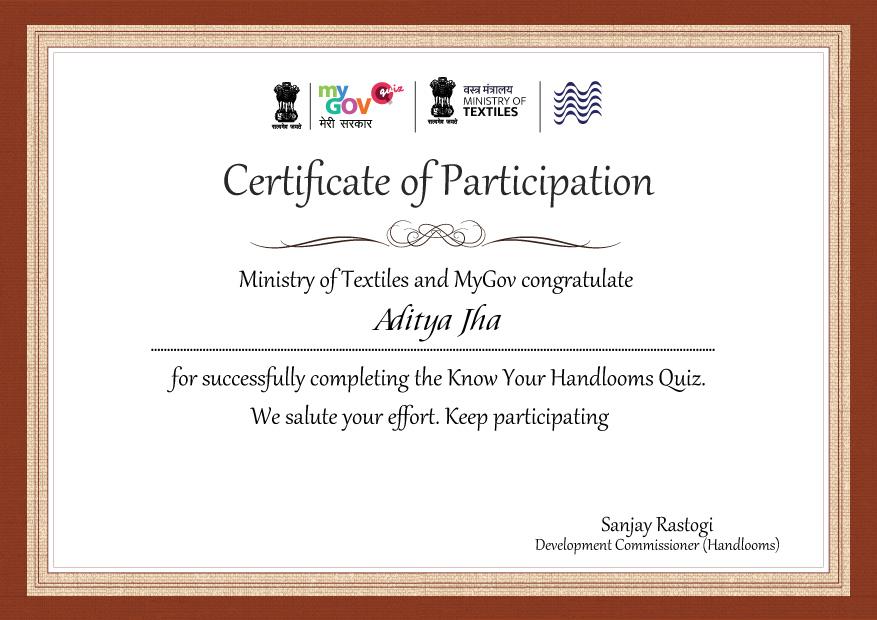 सत्यमेव जयते
my
GOV
quiz
मेरी सरकार
सत्यमेव जयते
वस्त्र मंत्रालय
MINISTRY OF
TEXTILES
Certificate of Participation
Ministry of Textiles and MyGov congratulate
Aditya Jha
for successfully completing the Know Your Handlooms Quiz.
We salute your effort. Keep participating
Sanjay Rastogi
Development Commissioner (Handlooms)